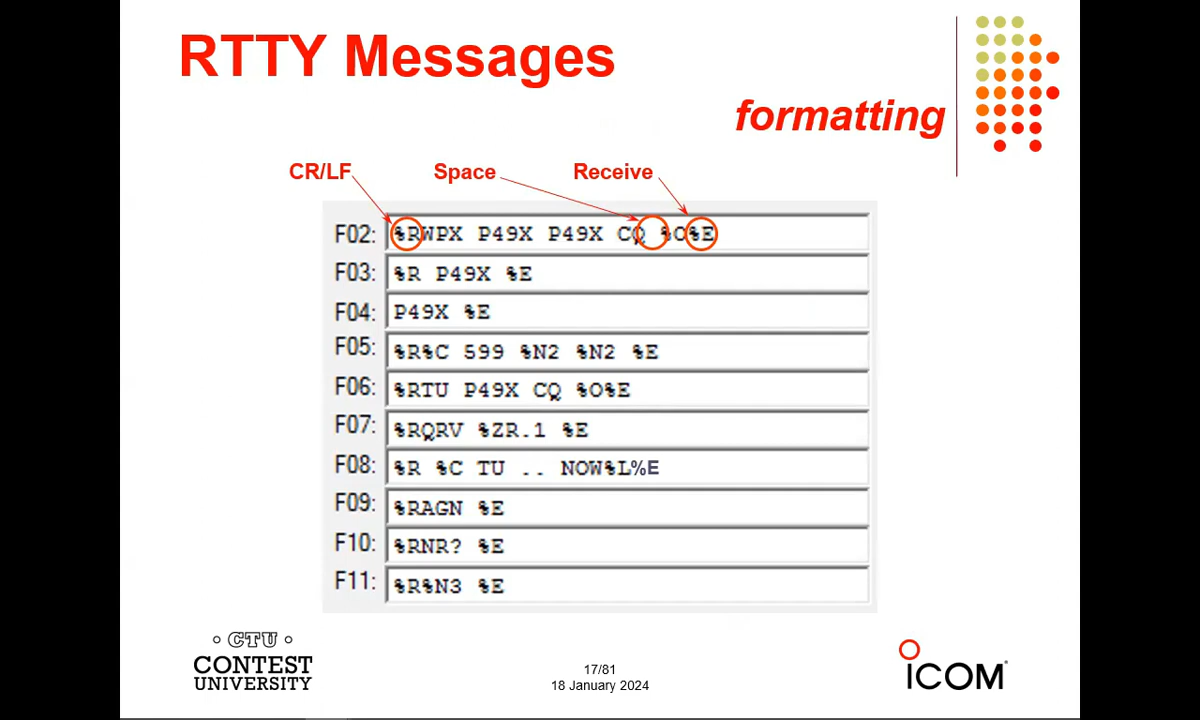 RTTY Messages
formatting
CR/LF Space Receive
F02: %RWPX P49X P49X CQ %O%E
F03: %R P49X %E
F04: P49X %E
F05: %R%C 599 %N2 %N2 %E
F06: %RTU P49X CQ %O%E
F07: %RQRV %ZR.1 %E
F08: %R %C TU .. NOW%L%E
F09: %RAGN %E
F10: %RNR? %E
F11: %R%N3 %E
CTU
CONTEST
UNIVERSITY
17/81
18 January 2024
ICOM